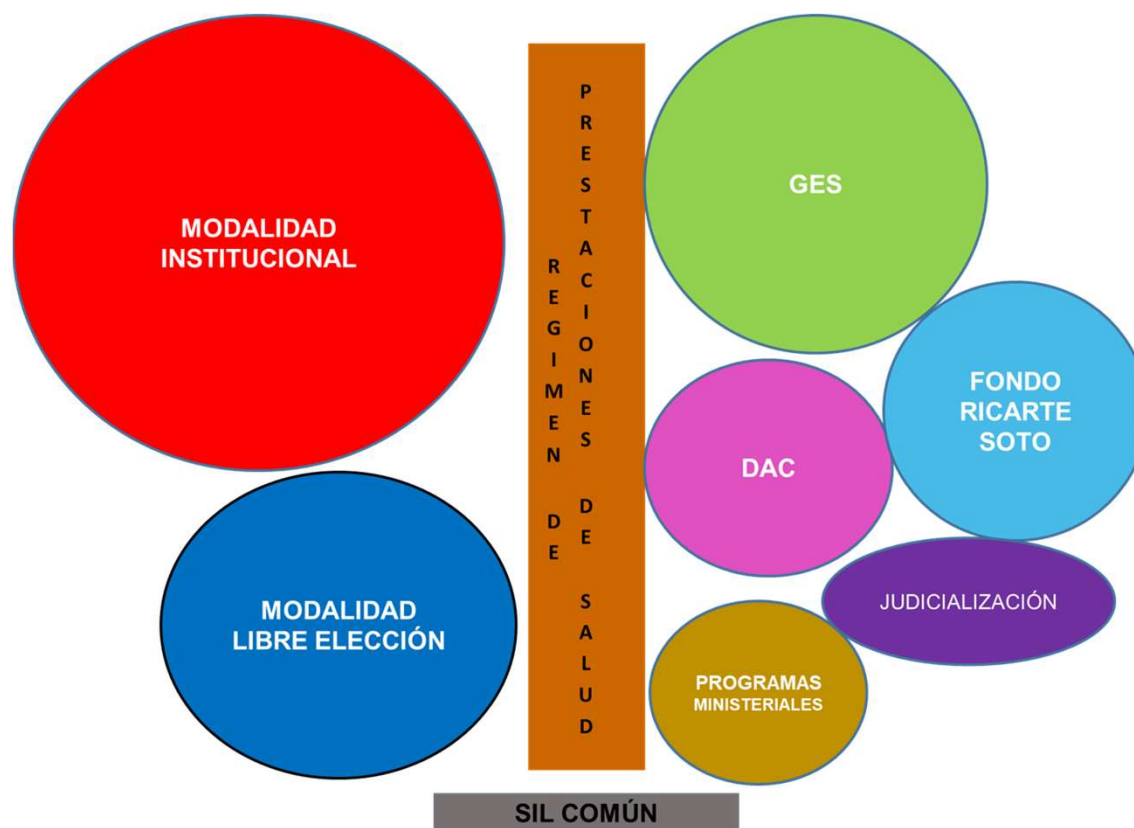 MODALIDAD
INSTITUCIONAL
MODALIDAD
LIBRE ELECCIÓN
REGIMEN DE
PRESTACIONES DE SALUD
GES
FONDO
RICARTE
SOTO
DAC
JUDICIALIZACIÓN
PROGRAMAS
MINISTERIALES
SIL COMÚN